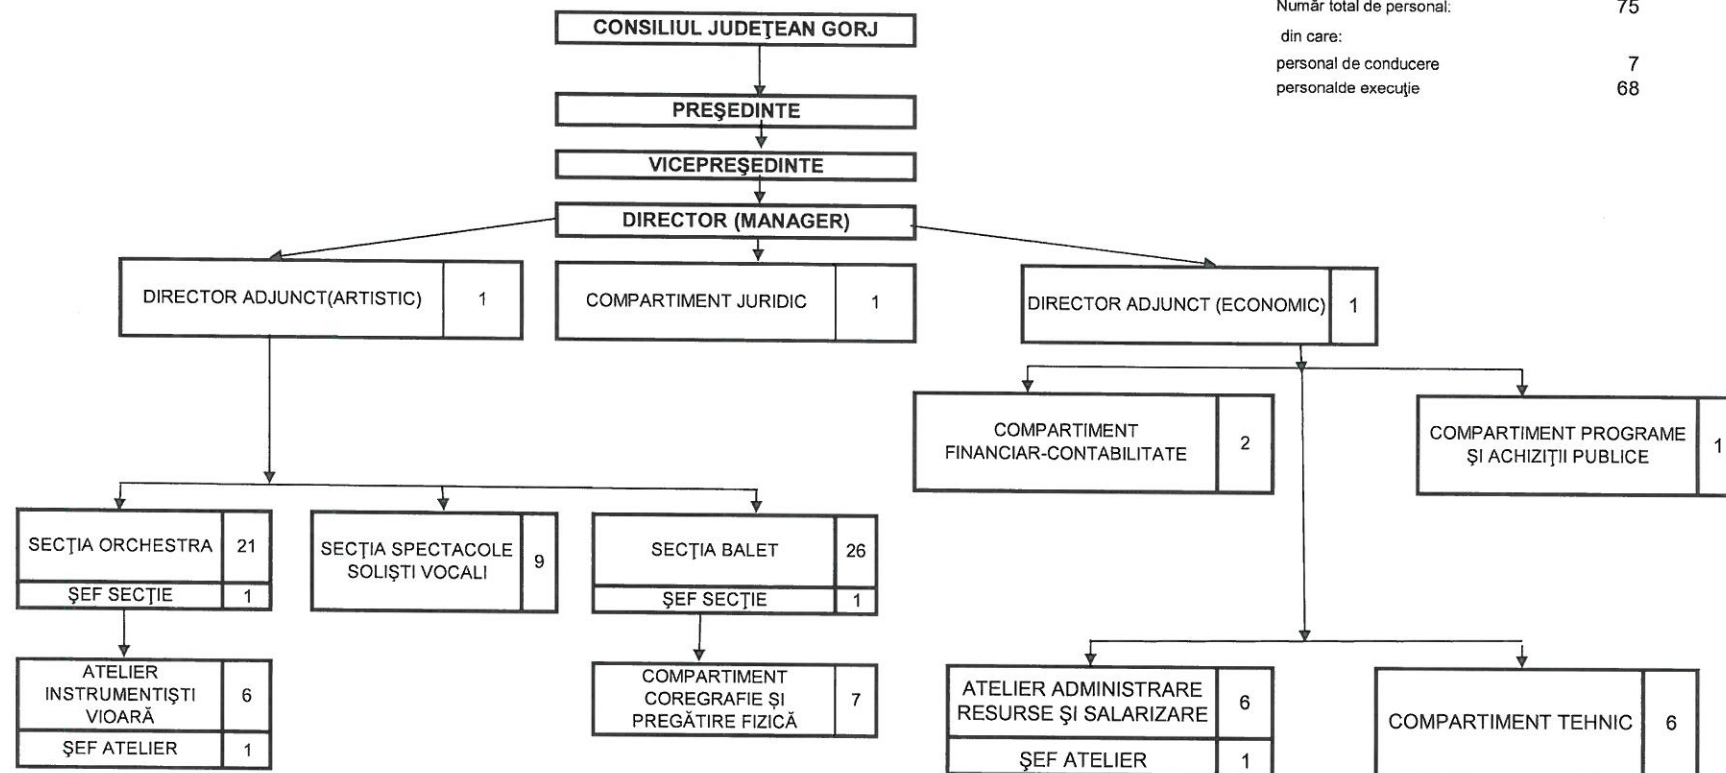 Număr total de personal: 75
din care:
personal de conducere 7
personalde execuţie 68
CONSILIUL JUDEŢEAN GORJ
PREŞEDINTE
VICEPREŞEDINTE
DIRECTOR (MANAGER)
DIRECTOR ADJUNCT(ARTISTIC) 1
COMPARTIMENT JURIDIC 1
DIRECTOR ADJUNCT (ECONOMIC) 1
COMPARTIMENT
FINANCIAR-CONTABILITATE
2
COMPARTIMENT PROGRAME
ŞI ACHIZIŢII PUBLICE
1
SECŢIA ORCHESTRA 21
ŞEF SECŢIE 1
SECŢIA SPECTACOLE
SOLIŞTI VOCALI
9
SECŢIA BALET 26
ŞEF SECŢIE 1
ATELIER
INSTRUMENTIŞTI
VIOARĂ
6
ŞEF ATELIER 1
COMPARTIMENT
COREGRAFIE ŞI
PREGĂTIRE FIZICĂ
7
ATELIER ADMINISTRARE
RESURSE ŞI SALARIZARE
6
ŞEF ATELIER 1
COMPARTIMENT TEHNIC 6